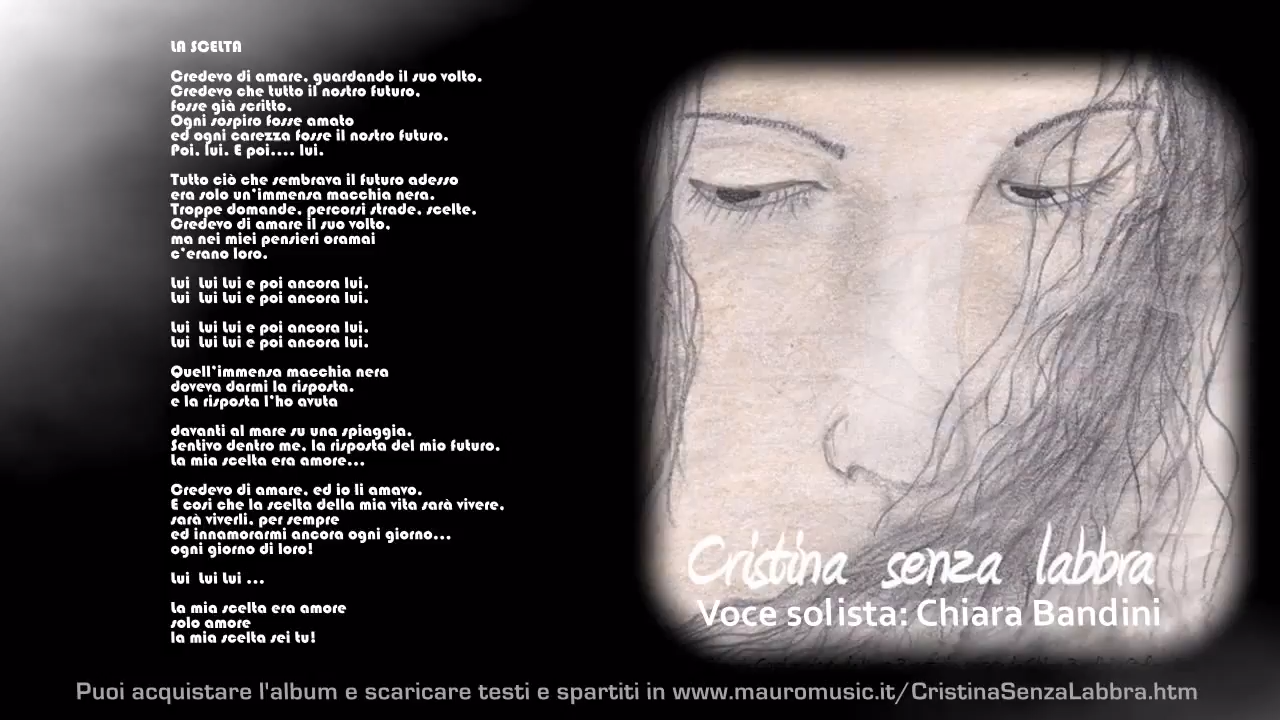 LA SCELTA
Credevo di amare, guardando il suo volto.
Credevo che tutto il nostro futuro,
fosse già scritto.
Ogni sospiro fosse amato
ed ogni carezza fosse il nostro futuro.
Poi, lui. E poi.... lui.
Tutto ciò che sembrava il futuro adesso
era solo un'immensa macchia nera.
Troppe domande, percorsi strade, scelte.
Credevo di amare il suo volto,
ma nei miei pensieri oramai
c'erano loro.
Lui Lui Lui e poi ancora lui.
Lui Lui Lui e poi ancora lui.
Lui Lui Lui e poi ancora lui.
Lui Lui Lui e poi ancora lui.
Quell'immensa macchia nera
doveva darmi la risposta,
e la risposta l'ho avuta
davanti al mare su una spiaggia.
Sentivo dentro me, la risposta del mio futuro.
La mia scelta era amore...
Credevo di amare, ed io li amavo.
E cosi che la scelta della mia vita sarà vivere,
sarà viverli, per sempre
ed innamorarmi ancora ogni giorno...
ogni giorno di loro!
Lui Lui Lui ...
La mia scelta era amore
solo amore
la mia scelta sei tu!
Cristina senza labbra
Voce solista: Chiara Bandini
Puoi acquistare l'album e scaricare testi e spartiti in www.mauromusic.it/CristinaSenzaLabbra.htm